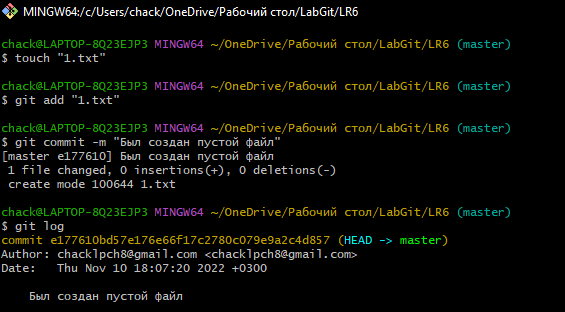 MINGW64:/c/Users/chack/OneDrive/Рабочий стол/LabGit/LR6
chack@LAPTOP-8Q23EJP3 MINGW64 ~/OneDrive/Рабочий стол/LabGit/LR6 (master)
$ touch "1.txt"
chack@LAPTOP-8Q23EJP3 MINGW64 ~/OneDrive/Рабочий стол/LabGit/LR6 (master)
$ git add "1.txt"
chack@LAPTOP-8Q23EJP3 MINGW64 ~/OneDrive/Рабочий стол/LabGit/LR6 (master)
$ git commit -m "Был создан пустой файл"
[master e177610] Был создан пустой файл
1 file changed, 0 insertions(+), 0 deletions(-)
create mode 100644 1.txt
chack@LAPTOP-8Q23EJP3 MINGW64 ~/OneDrive/Рабочий стол/LabGit/LR6 (master)
$ git log
commit e177610bd57e176e66f17c2780c079e9a2c4d857 (HEAD -> master)
Author: chacklpch8@gmail.com <chacklpch8@gmail.com>
Date:   Thu Nov 10 18:07:20 2022 +0300
Был создан пустой файл